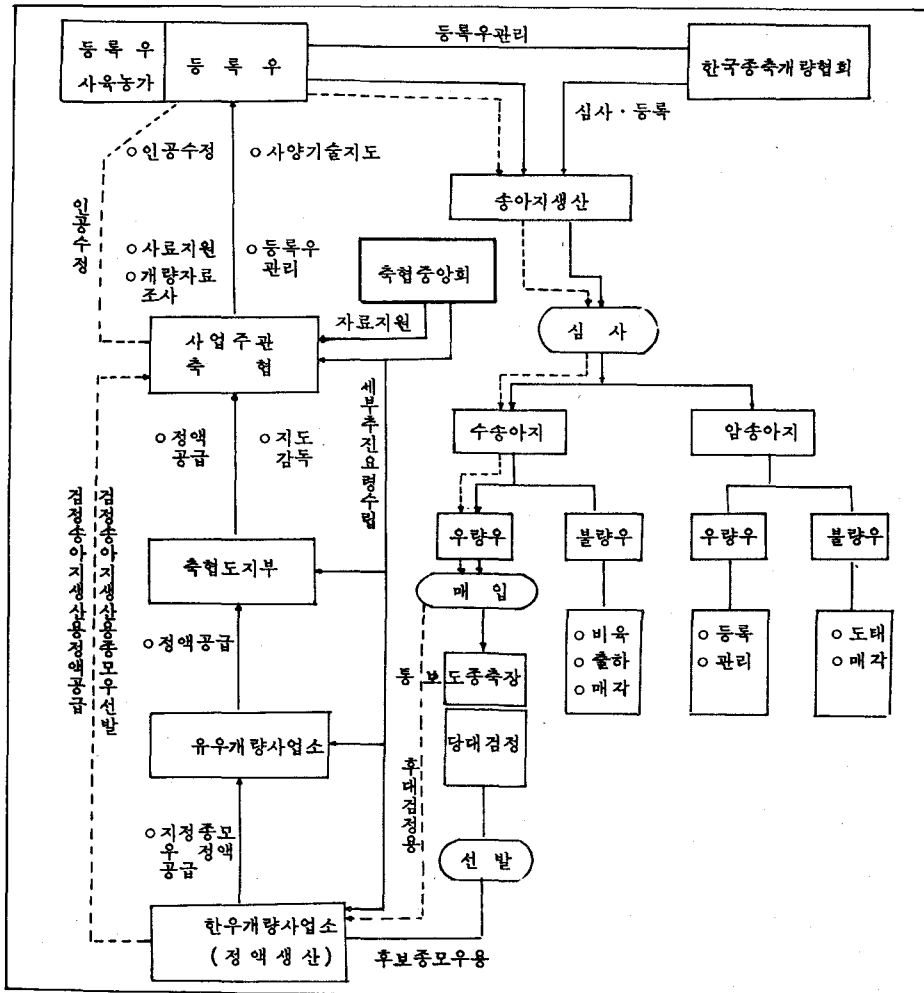 등록우
사육농가
등 록 우
등록우관리
한국종축개량협회
심사 · 등록
○ 인공수정
○ 사양기술지도
인공수정
송아지생산
○ 사료지원
○ 개량자료
조사
○ 등록우
관리
축협중앙회
자료지원
심 사
사업주관
축 협
세부추진요령수립
수송아지
암송아지
○ 정액
공급
○ 지도
감독
검정송아지생산용정액공급
검정송아지생산용종모우선발
우량우
불량우
우량우
불량우
축협도지부
매 입
○ 비육
○ 출하
○ 매각
○ 등록
○ 관리
○ 도태
○ 매각
○ 정액공급
통 보
도종축장
당대검정
유우개량사업소
후대검정용
○ 지정종모
우 정액
공급
선 발
한우개량사업소
( 정 액 생 산 )
후보종모우용